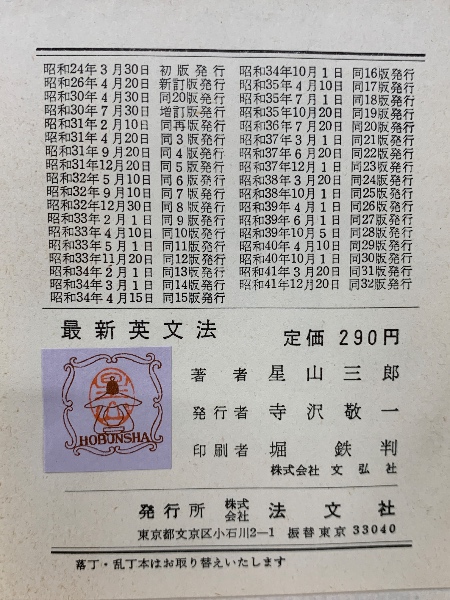 昭和24年3月30日 初版発行
昭和26年4月20日 新訂版発行
昭和30年4月30日 同20版発行
昭和30年7月30日 増訂版発行
昭和31年2月10日 同再版発行
昭和31年4月20日 同3版発行
昭和31年9月20日 同4版発行
昭和31年12月20日 同5版発行
昭和32年5月10日 同6版発行
昭和32年9月10日 同7版発行
昭和32年12月30日 同8版発行
昭和33年2月1日 同9版発行
昭和33年4月10日 同10版発行
昭和33年5月1日 同11版発行
昭和33年11月20日 同12版発行
昭和34年2月1日 同13版発行
昭和34年3月1日 同14版発行
昭和34年4月15日 同15版発行
昭和34年10月1日 同16版発行
昭和35年4月10日 同17版発行
昭和35年7月1日 同18版発行
昭和35年10月20日 同19版発行
昭和36年7月20日 同20版発行
昭和37年3月1日 同21版発行
昭和37年6月20日 同22版発行
昭和37年12月1日 同23版発行
昭和38年3月20日 同24版発行
昭和38年10月1日 同25版発行
昭和39年4月1日 同26版発行
昭和39年6月1日 同27版発行
昭和39年10月5日 同28版発行
昭和40年4月10日 同29版発行
昭和40年10月1日 同30版発行
昭和41年3月20日 同31版発行
昭和41年12月20日 同32版発行
最新英文法 定価 290円
HOBUNSHA
著者 星山三郎
発行者 寺沢敬一
印刷者 堀 鉄判
株式会社 文弘社
発行所 株式会社 法文社
東京都文京区小石川2-1 振替東京 33040
落丁・乱丁本はお取り替えいたします